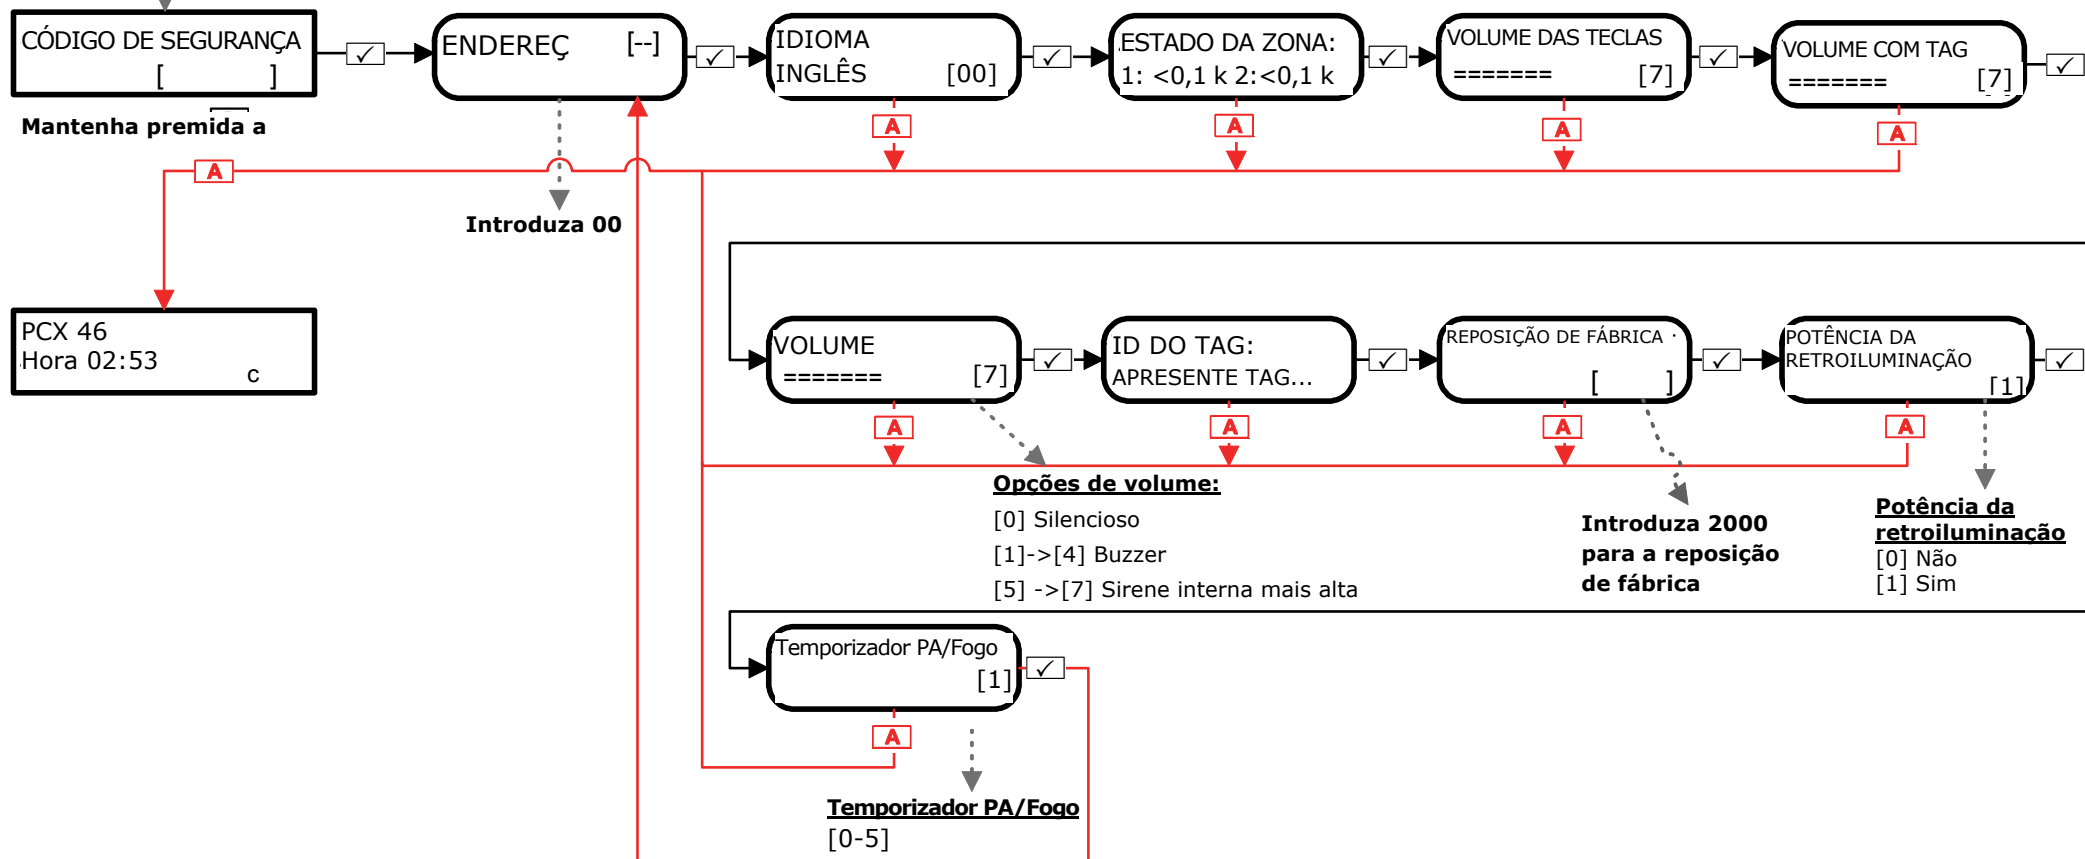 CÓDIGO DE SEGURANÇA
[ ]
✓
ENDEREÇ [--]
✓
IDIOMA
INGLÊS [00]
✓
ESTADO DA ZONA:
1: <0,1 k 2:<0,1 k
✓
VOLUME DAS TECLAS
======= [7]
✓
VOLUME COM TAG
======= [7]
✓
Mantenha premida a
A
A
A
A
A
Introduza 00
PCX 46
Hora 02:53
c
VOLUME
======= [7]
✓
ID DO TAG:
APRESENTE TAG...
✓
REPOSIÇÃO DE FÁBRICA
[ ]
✓
POTÊNCIA DA
RETROILUMINAÇÃO
[1]
✓
A
A
A
A
Opções de volume:
[0] Silencioso
[1]->[4] Buzzer
[5] ->[7] Sirene interna mais alta
Introduza 2000
para a reposição
de fábrica
Potência da
retroiluminação
[0] Não
[1] Sim
Temporizador PA/Fogo
[1]
✓
A
Temporizador PA/Fogo
[0-5]